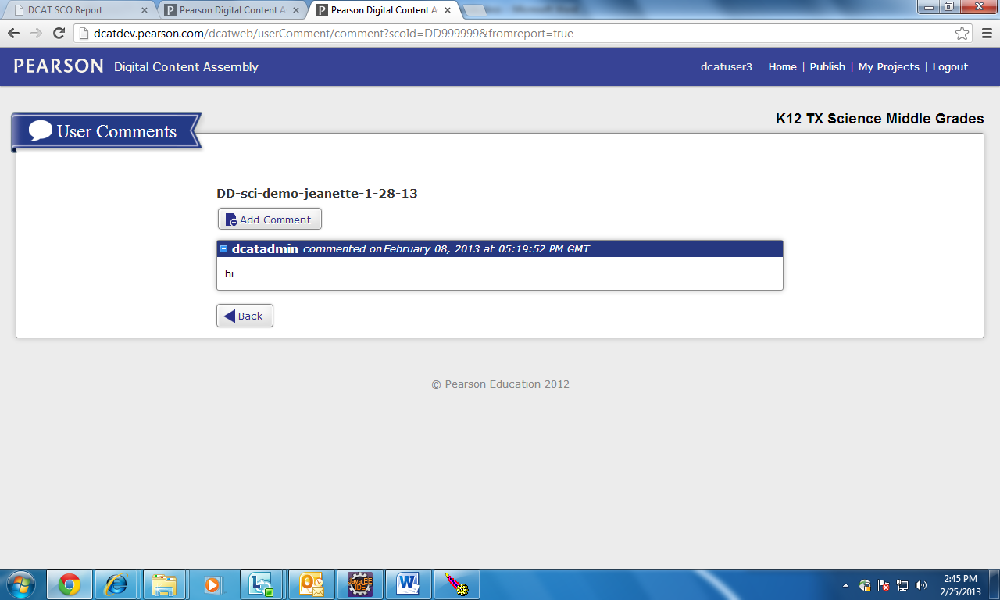 DCAT SCO Report
Pearson Digital Content A
Pearson Digital Content A
dcatdev.pearson.com/dcatweb/userComment/comment?scoId=DD999999&fromreport=true
PEARSON Digital Content Assembly
dcatuser3 Home | Publish | My Projects | Logout
K12 TX Science Middle Grades
User Comments
DD-sci-demo-jeanette-1-28-13
Add Comment
dcatadmin commented on February 08, 2013 at 05:19:52 PM GMT
hi
Back
© Pearson Education 2012
Java EE
IDE
2:45 PM
2/25/2013